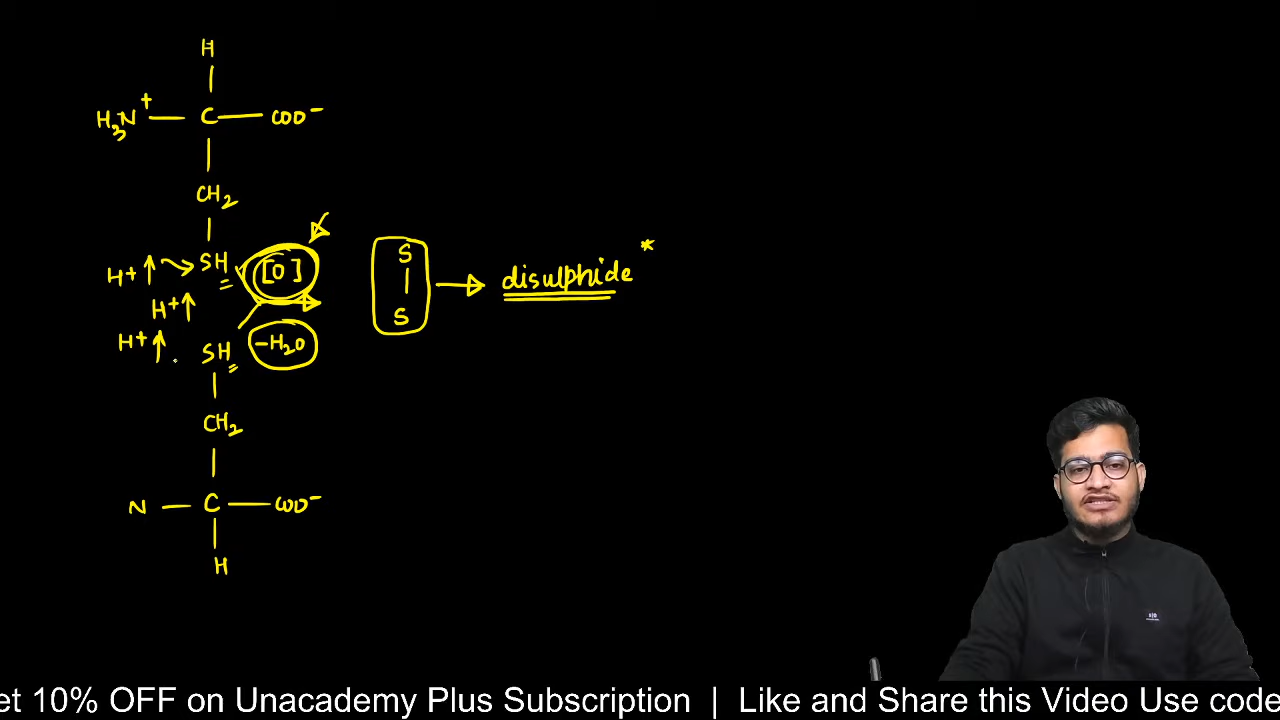 H
H3N+ — C — COO–
CH2
H+↑ SH [O]
H+↑
H+↑ SH –H2O
CH2
N — C — COO–
H
S
S
disulphide *
et 10% OFF on Unacademy Plus Subscription | Like and Share this Video Use code